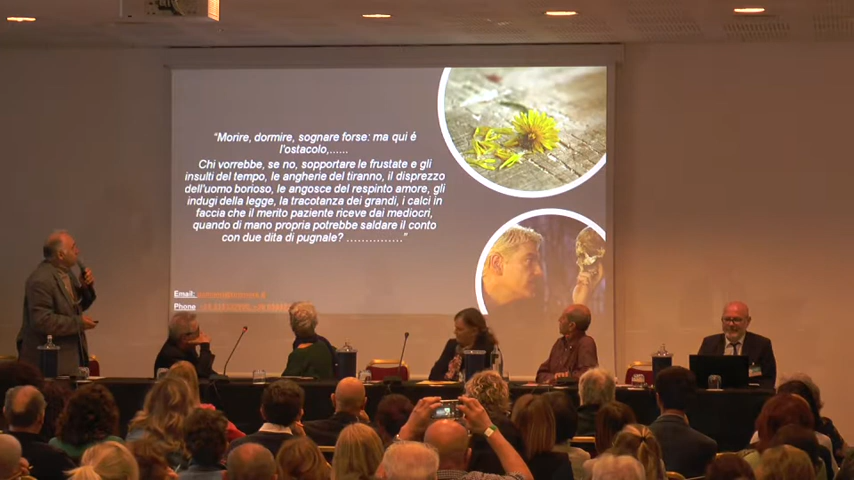 “Morire, dormire, sognare forse: ma qui é
l'ostacolo,......
Chi vorrebbe, se no, sopportare le frustate e gli
insulti del tempo, le angherie del tiranno, il disprezzo
dell'uomo borioso, le angosce del respinto amore, gli
indugi della legge, la tracotanza dei grandi, i calci in
faccia che il merito paziente riceve dai mediocri,
quando di mano propria potrebbe saldare il conto
con due dita di pugnale? ……………”
Email:
Phone